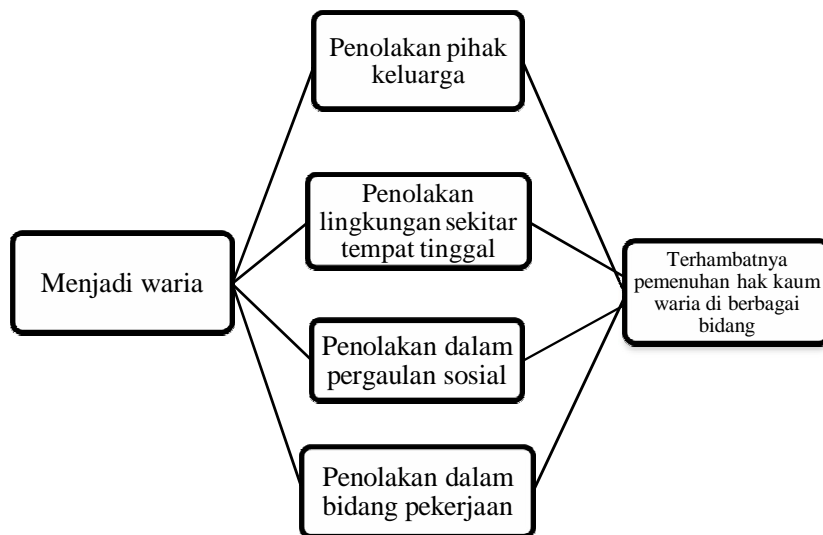 Penolakan pihak
keluarga
Penolakan
lingkungan sekitar
tempat tinggal
Menjadi waria
Terhambatnya
pemenuhan hak kaum
waria di berbagai
bidang
Penolakan dalam
pergaulan sosial
Penolakan dalam
bidang pekerjaan